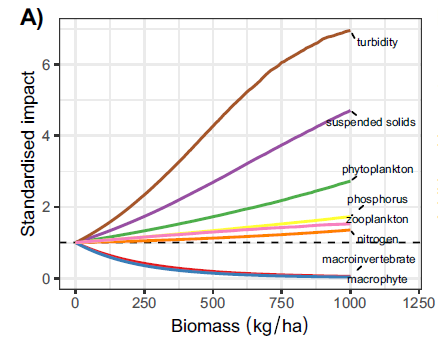 A)
Standardised impact
6
4
2
0
turbidity
suspended solids
phytoplankton
phosphorus
zooplankton
nitrogen
macroinvertebrate
macrophyte
0 250 500 750 1000 1250
Biomass (kg/ha)